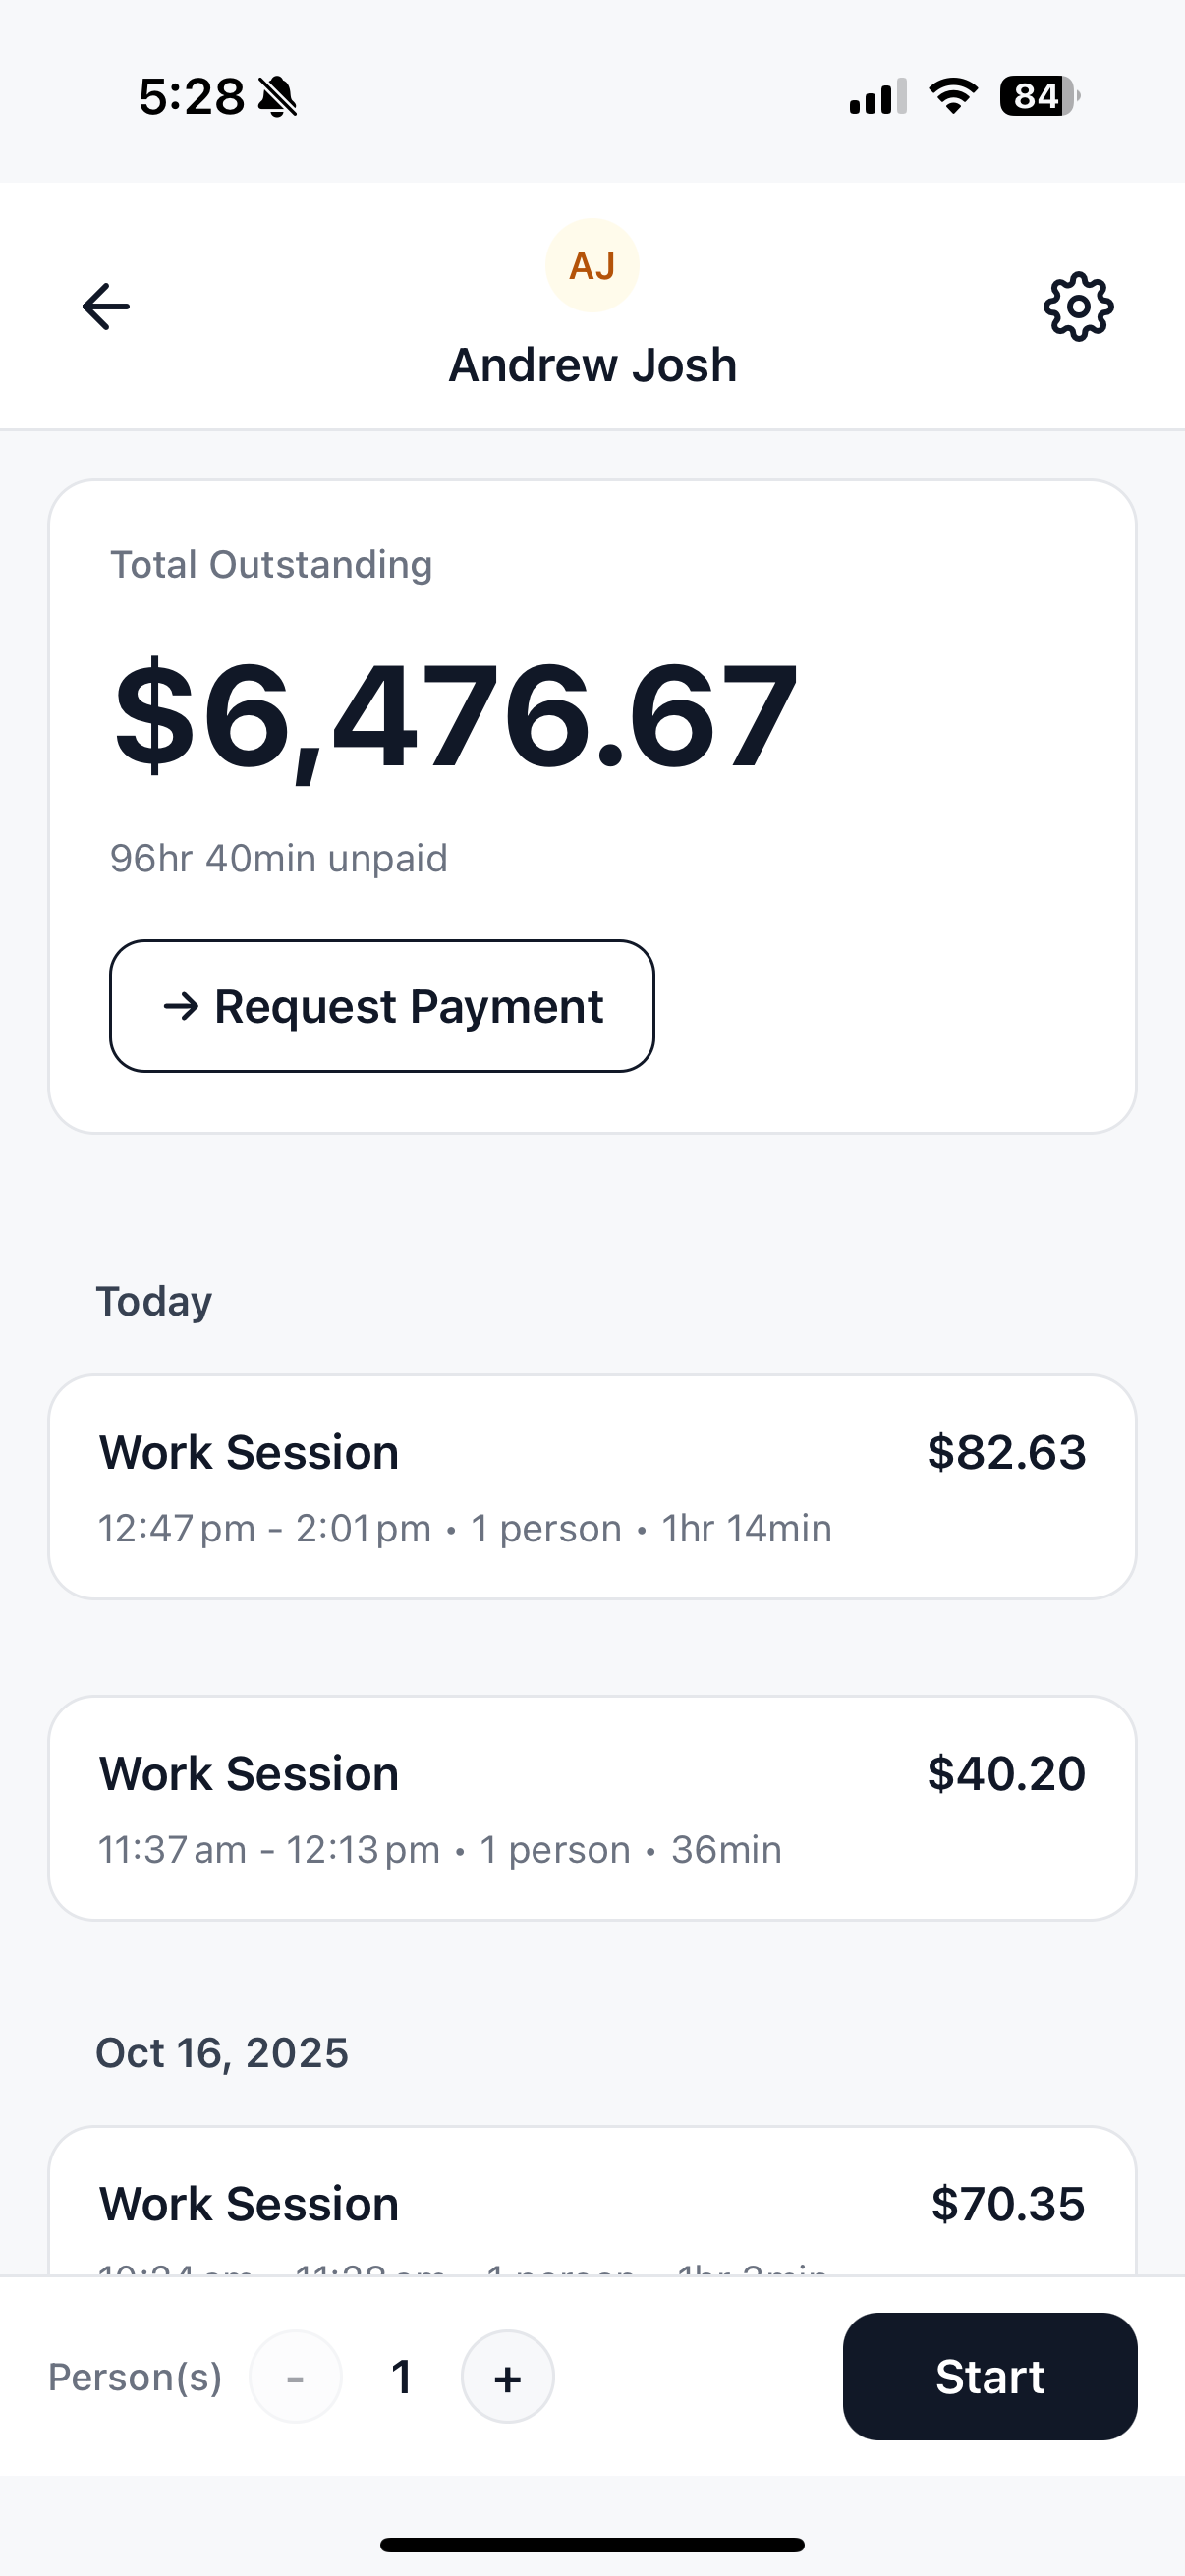 5:28
84
AJ
Andrew Josh
Total Outstanding
$6,476.67
96hr 40min unpaid
→ Request Payment
Today
Work Session $82.63
12:47 pm - 2:01 pm • 1 person • 1hr 14min
Work Session $40.20
11:37 am - 12:13 pm • 1 person • 36min
Oct 16, 2025
Work Session $70.35
Person(s) - 1 + Start